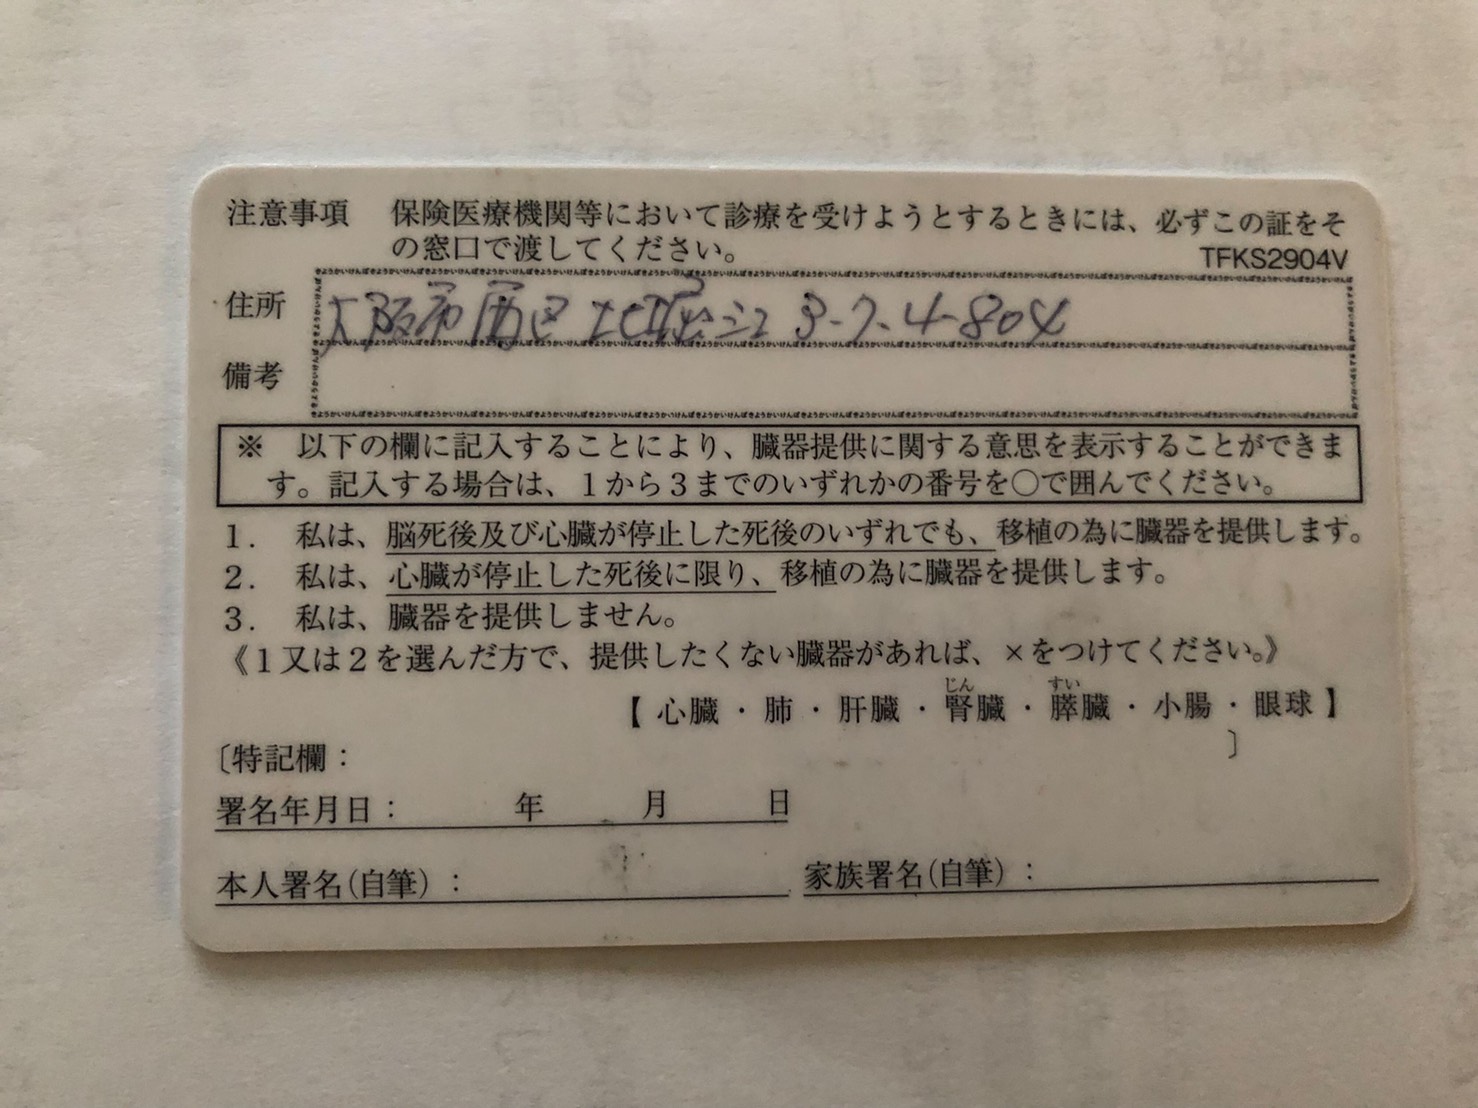 注意事項 保険医療機関等において診療を受けようとするときには、必ずこの証をそ
の窓口で渡してください。
TFKS2904V
住所 大阪市西区北堀江3-7-4-804
備考
※ 以下の欄に記入することにより、臓器提供に関する意思を表示することができま
す。記入する場合は、1から3までのいずれかの番号を〇で囲んでください。
1. 私は、脳死後及び心臓が停止した死後のいずれでも、移植の為に臓器を提供します。
2. 私は、心臓が停止した死後に限り、移植の為に臓器を提供します。
3. 私は、臓器を提供しません。
《1又は2を選んだ方で、提供したくない臓器があれば、×をつけてください。》
じん すい
【 心臓 ・ 肺 ・ 肝臓 ・ 腎臓 ・ 膵臓 ・ 小腸 ・ 眼球 】
〔特記欄： 〕
署名年月日： 年 月 日
本人署名(自筆)： 家族署名(自筆)：